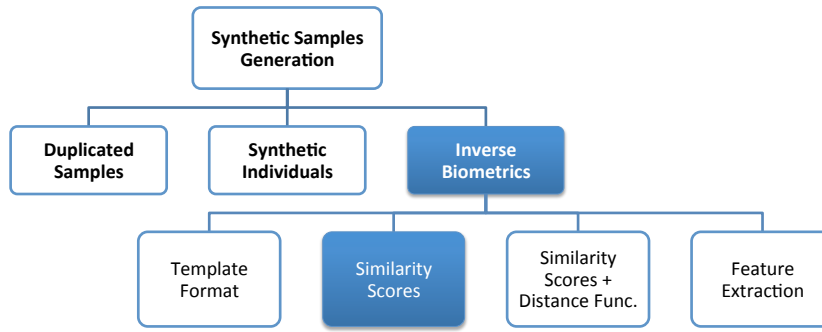 Synthetic Samples
Generation
Duplicated
Samples
Synthetic
Individuals
Inverse
Biometrics
Template
Format
Similarity
Scores
Similarity
Scores +
Distance Func.
Feature
Extraction